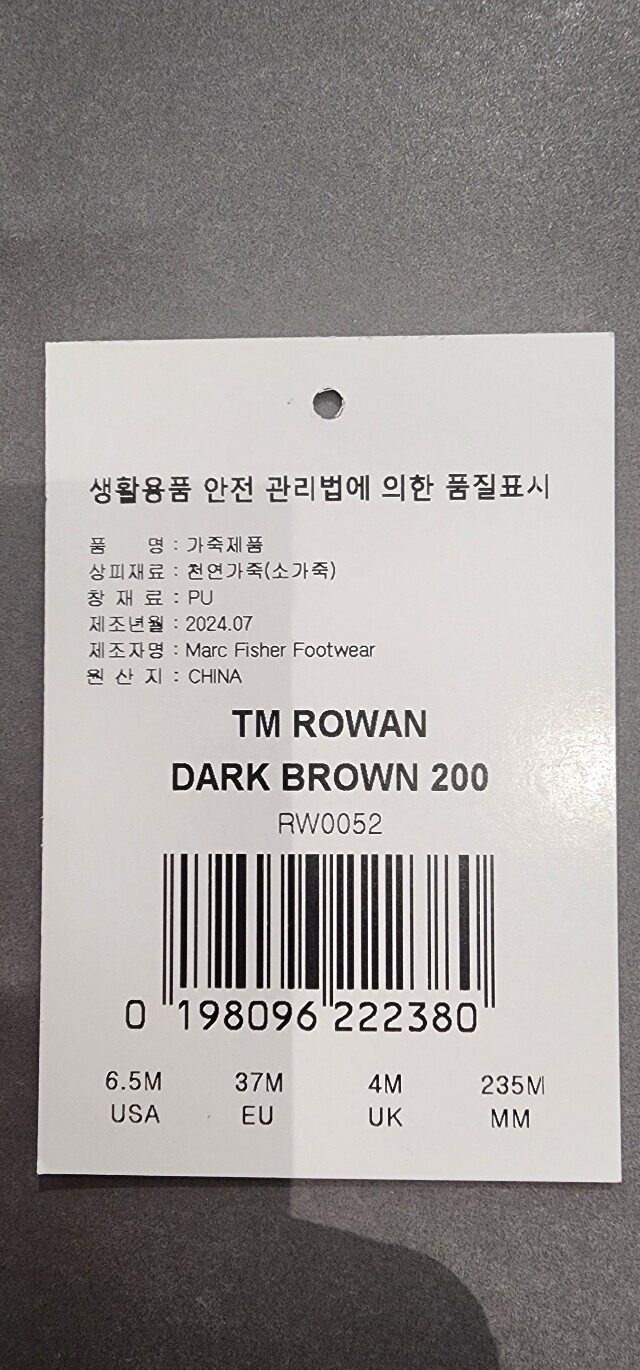 생활용품 안전 관리법에 의한 품질표시
품 명 : 가죽제품
상피재료 : 천연가죽(소가죽)
창 재 료 : PU
제조년월 : 2024.07
제조자명 : Marc Fisher Footwear
원 산 지 : CHINA
TM ROWAN
DARK BROWN 200
RW0052
0 198096 222380
6.5M 37M 4M 235M
USA EU UK MM